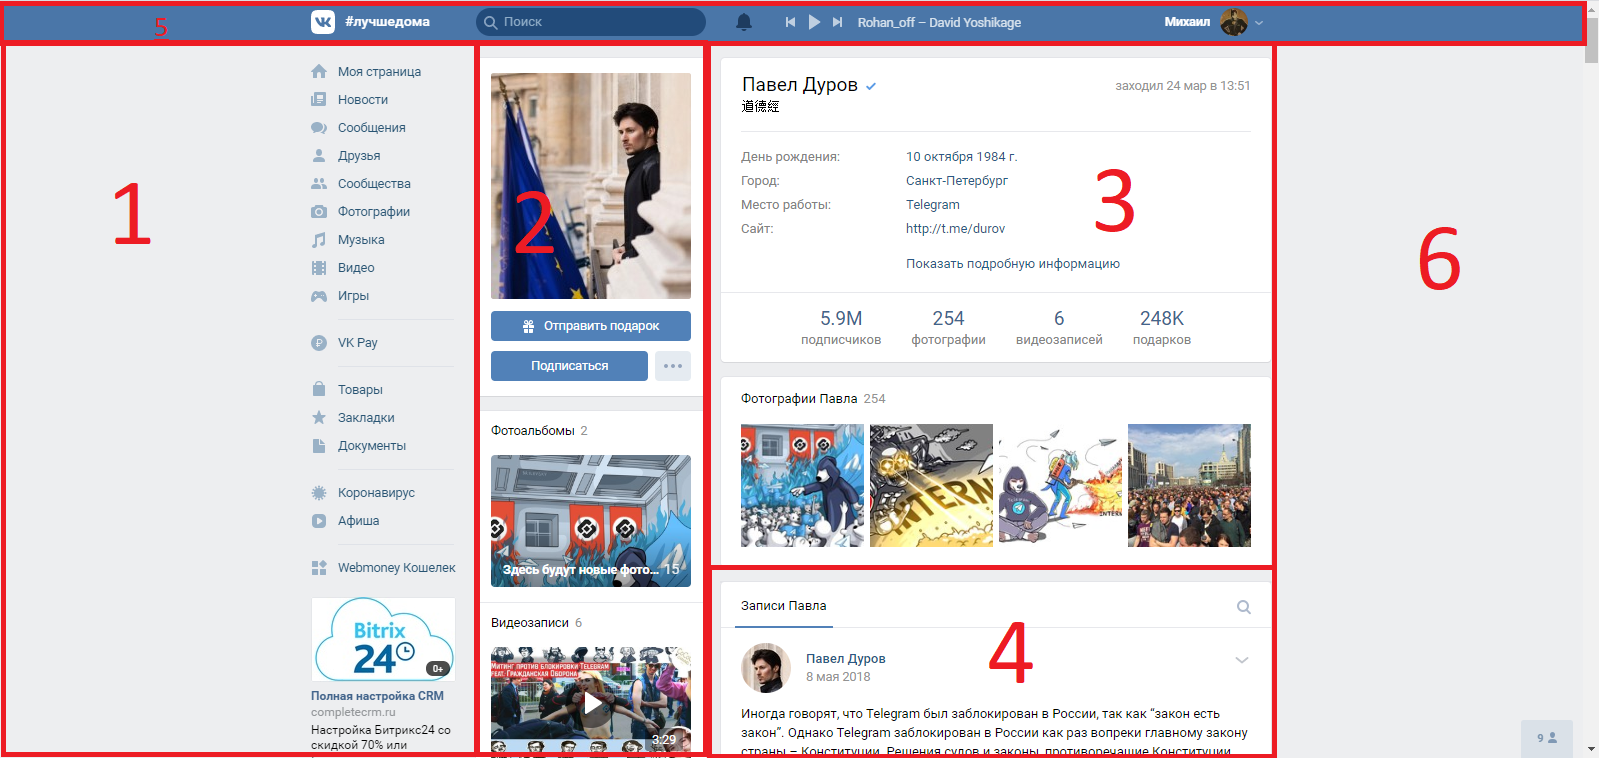 5
#лучшедома
Поиск
Rohan_off – David Yoshikage
Михаил
1
Моя страница
Новости
Сообщения
Друзья
Сообщества
Фотографии
Музыка
Видео
Игры
VK Pay
Товары
Закладки
Документы
Коронавирус
Афиша
Webmoney Кошелек
Bitrix
24
0+
Полная настройка CRM
completecrm.ru
Настройка Битрикс24 со
скидкой 70% или
2
Отправить подарок
Подписаться
Фотоальбомы 2
Здесь будут новые фото... 15
Видеозаписи 6
МИТИНГ ПРОТИВ БЛОКИРОВКИ TELEGRAM
FEAT. ГРАЖДАНСКАЯ ОБОРОНА
3:29
3
Павел Дуров
заходил 24 мар в 13:51
道德經
День рождения: 10 октября 1984 г.
Город: Санкт-Петербург
Место работы: Telegram
Сайт: http://t.me/durov
Показать подробную информацию
5.9M 254 6 248K
подписчиков фотографии видеозаписей подарков
Фотографии Павла 254
4
Записи Павла
Павел Дуров
8 мая 2018
Иногда говорят, что Telegram был заблокирован в России, так как “закон есть
закон”. Однако Telegram заблокирован в России как раз вопреки главному закону
страны – Конституции. Решения судов и законы, противоречащие Конституции,
6
9